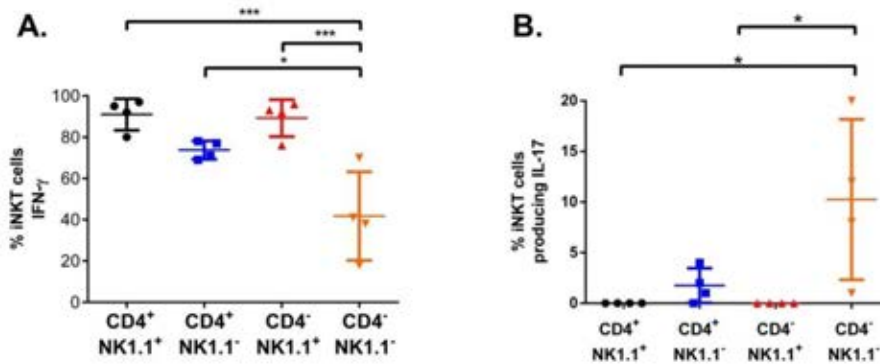 A.
***
***
*
% iNKT cells
IFN-γ
100
80
60
40
20
0
CD4⁺
NK1.1⁺
CD4⁺
NK1.1⁻
CD4⁻
NK1.1⁺
CD4⁻
NK1.1⁻
B.
*
*
% iNKT cells
producing IL-17
20
15
10
5
0
CD4⁺
NK1.1⁺
CD4⁺
NK1.1⁻
CD4⁻
NK1.1⁺
CD4⁻
NK1.1⁻